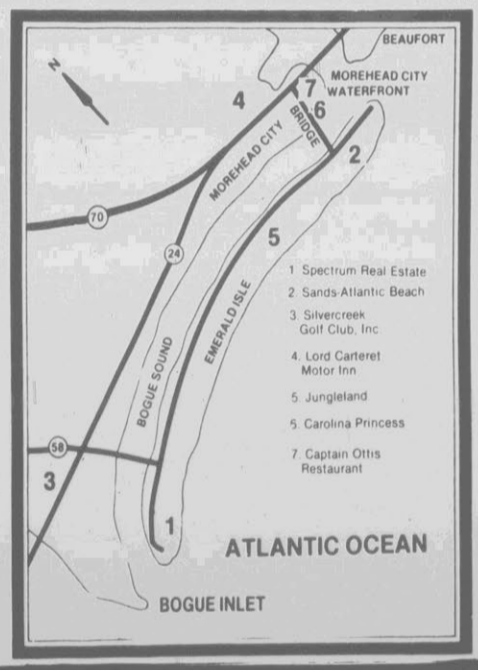 BEAUFORT
N
MOREHEAD CITY
WATERFRONT
7
4
6
BRIDGE
MOREHEAD CITY
2
70
24
5
EMERALD ISLE
BOGUE SOUND
1 Spectrum Real Estate
2. Sands-Atlantic Beach
3. Silvercreek
Golf Club, Inc
4. Lord Carteret
Motor Inn
5 Jungleland
5. Carolina Princess
7. Captain Ottis
Restaurant
58
3
1
ATLANTIC OCEAN
BOGUE INLET